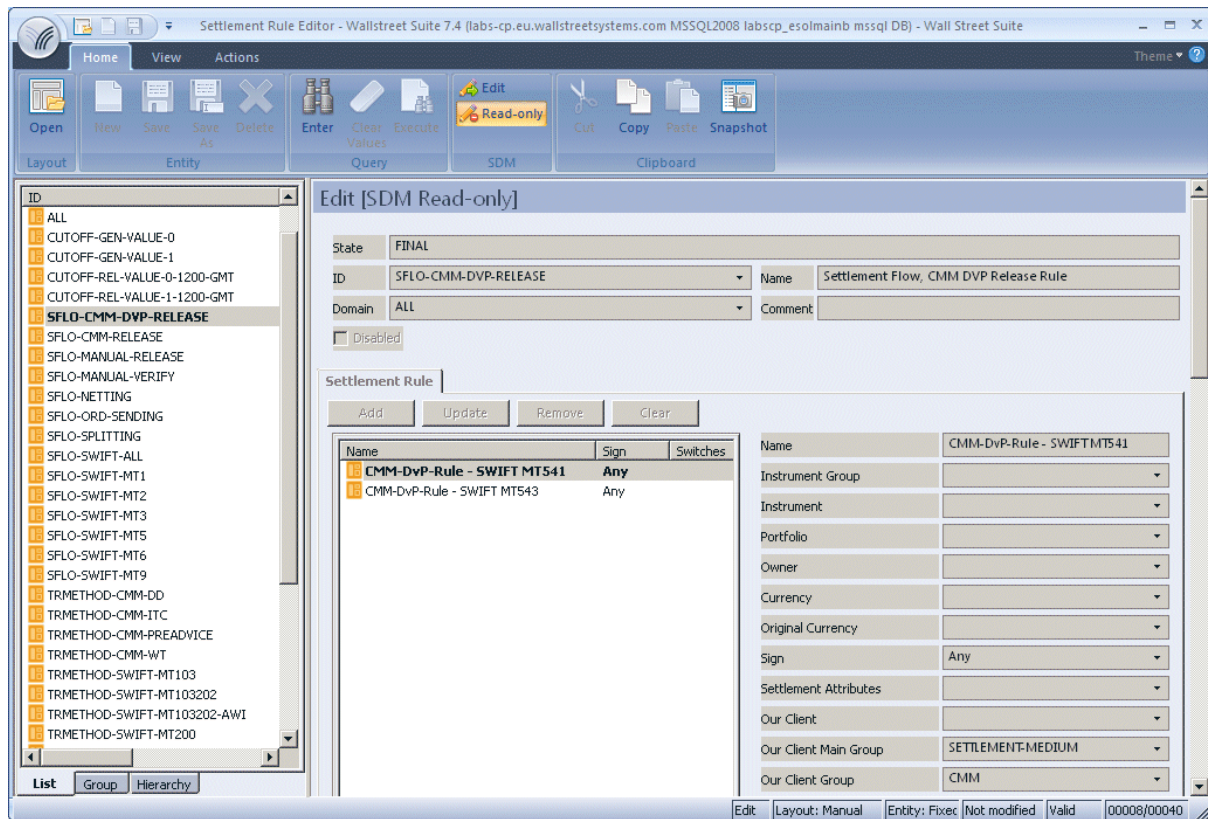 Settlement Rule Editor - Wallstreet Suite 7.4 (labs-cp.eu.wallstreetsystems.com MSSQL2008 labscp_esolmainb mssql DB) - Wall Street Suite
Home View Actions Theme
Open New Save Save As Delete Enter Clear Values Execute Edit Read-only Cut Copy Paste Snapshot
Layout Entity Query SDM Clipboard
ID
ALL
CUTOFF-GEN-VALUE-0
CUTOFF-GEN-VALUE-1
CUTOFF-REL-VALUE-0-1200-GMT
CUTOFF-REL-VALUE-1-1200-GMT
SFLO-CMM-DVP-RELEASE
SFLO-CMM-RELEASE
SFLO-MANUAL-RELEASE
SFLO-MANUAL-VERIFY
SFLO-NETTING
SFLO-ORD-SENDING
SFLO-SPLITTING
SFLO-SWIFT-ALL
SFLO-SWIFT-MT1
SFLO-SWIFT-MT2
SFLO-SWIFT-MT3
SFLO-SWIFT-MT5
SFLO-SWIFT-MT6
SFLO-SWIFT-MT9
TRMETHOD-CMM-DD
TRMETHOD-CMM-ITC
TRMETHOD-CMM-PREADVICE
TRMETHOD-CMM-WT
TRMETHOD-SWIFT-MT103
TRMETHOD-SWIFT-MT103202
TRMETHOD-SWIFT-MT103202-AWI
TRMETHOD-SWIFT-MT200
List Group Hierarchy
Edit [SDM Read-only]
State FINAL
ID SFLO-CMM-DVP-RELEASE Name Settlement Flow, CMM DVP Release Rule
Domain ALL Comment
Disabled
Settlement Rule
Add Update Remove Clear
Name Sign Switches
CMM-DvP-Rule - SWIFT MT541 Any
CMM-DvP-Rule - SWIFT MT543 Any
Name CMM-DvP-Rule - SWIFT MT541
Instrument Group
Instrument
Portfolio
Owner
Currency
Original Currency
Sign Any
Settlement Attributes
Our Client
Our Client Main Group SETTLEMENT-MEDIUM
Our Client Group CMM
Edit Layout: Manual Entity: Fixec Not modified Valid 00008/00040